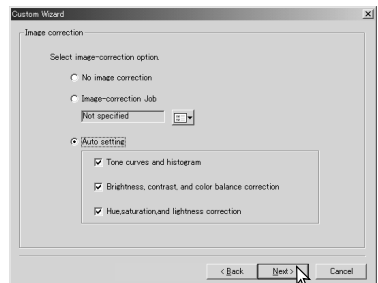 Custom Wizard
Image correction
Select image-correction option.
No image correction
Image-correction Job
Not specified
Auto setting
Tone curves and histogram
Brightness, contrast, and color balance correction
Hue,saturation,and lightness correction
< Back Next > Cancel